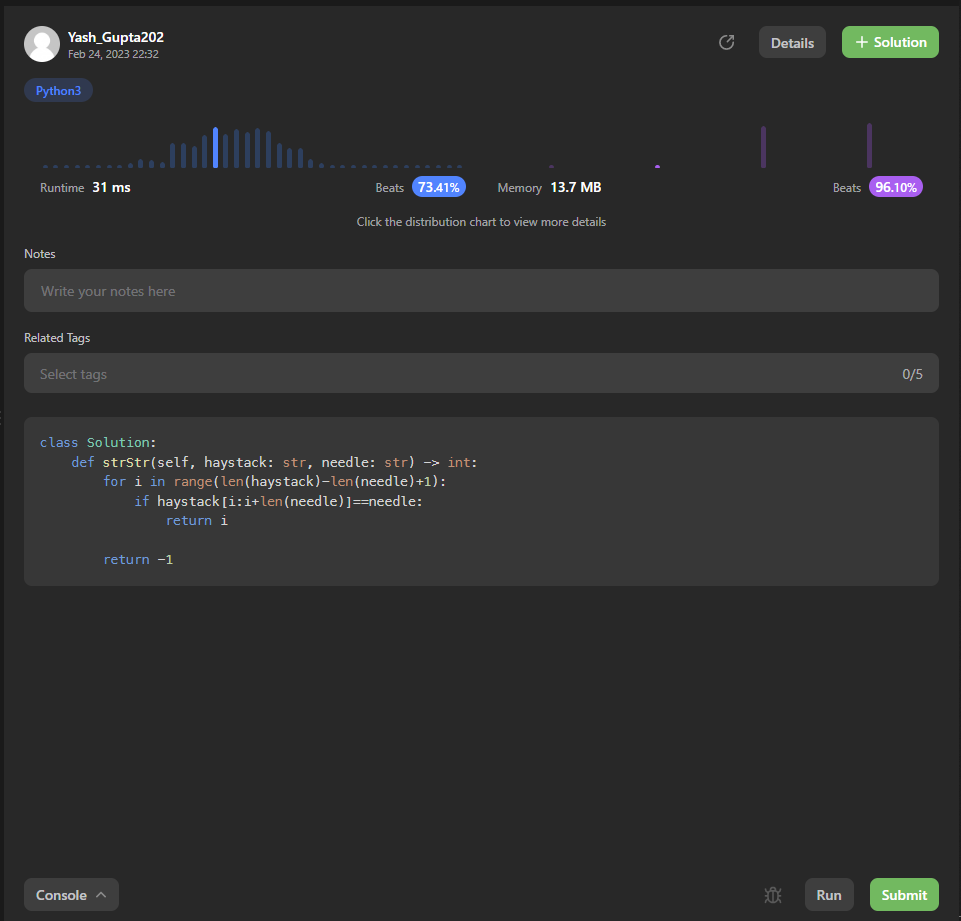 Yash_Gupta202
Feb 24, 2023 22:32
Details
+ Solution
Python3
Runtime 31 ms
Beats 73.41%
Memory 13.7 MB
Beats 96.10%
Click the distribution chart to view more details
Notes
Write your notes here
Related Tags
Select tags 0/5
class Solution:
    def strStr(self, haystack: str, needle: str) -> int:
        for i in range(len(haystack)-len(needle)+1):
            if haystack[i:i+len(needle)]==needle:
                return i
        return -1
Console
Run
Submit